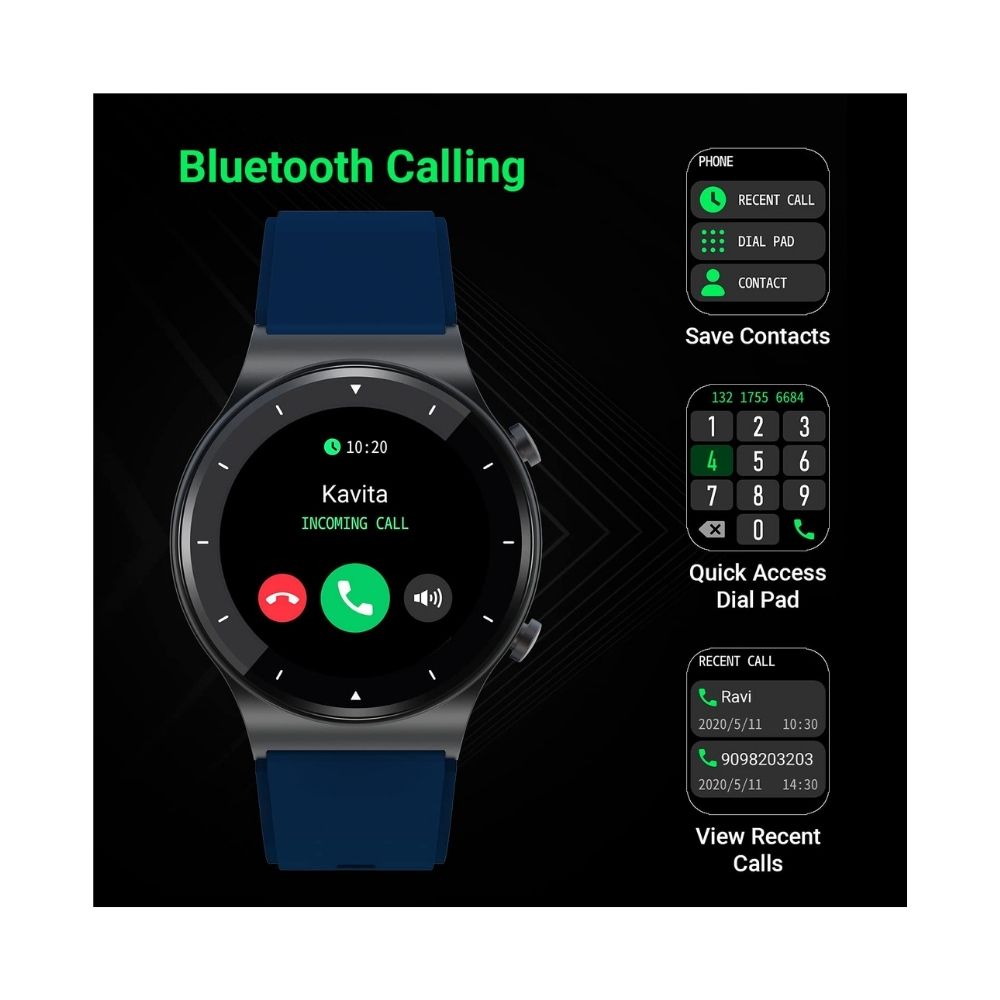 Bluetooth Calling
10:20
Kavita
INCOMING CALL
PHONE
RECENT CALL
DIAL PAD
CONTACT
Save Contacts
132 1755 6684
1 2 3
4 5 6
7 8 9
0
Quick Access
Dial Pad
RECENT CALL
Ravi
2020/5/11 10:30
9098203203
2020/5/11 14:30
View Recent
Calls